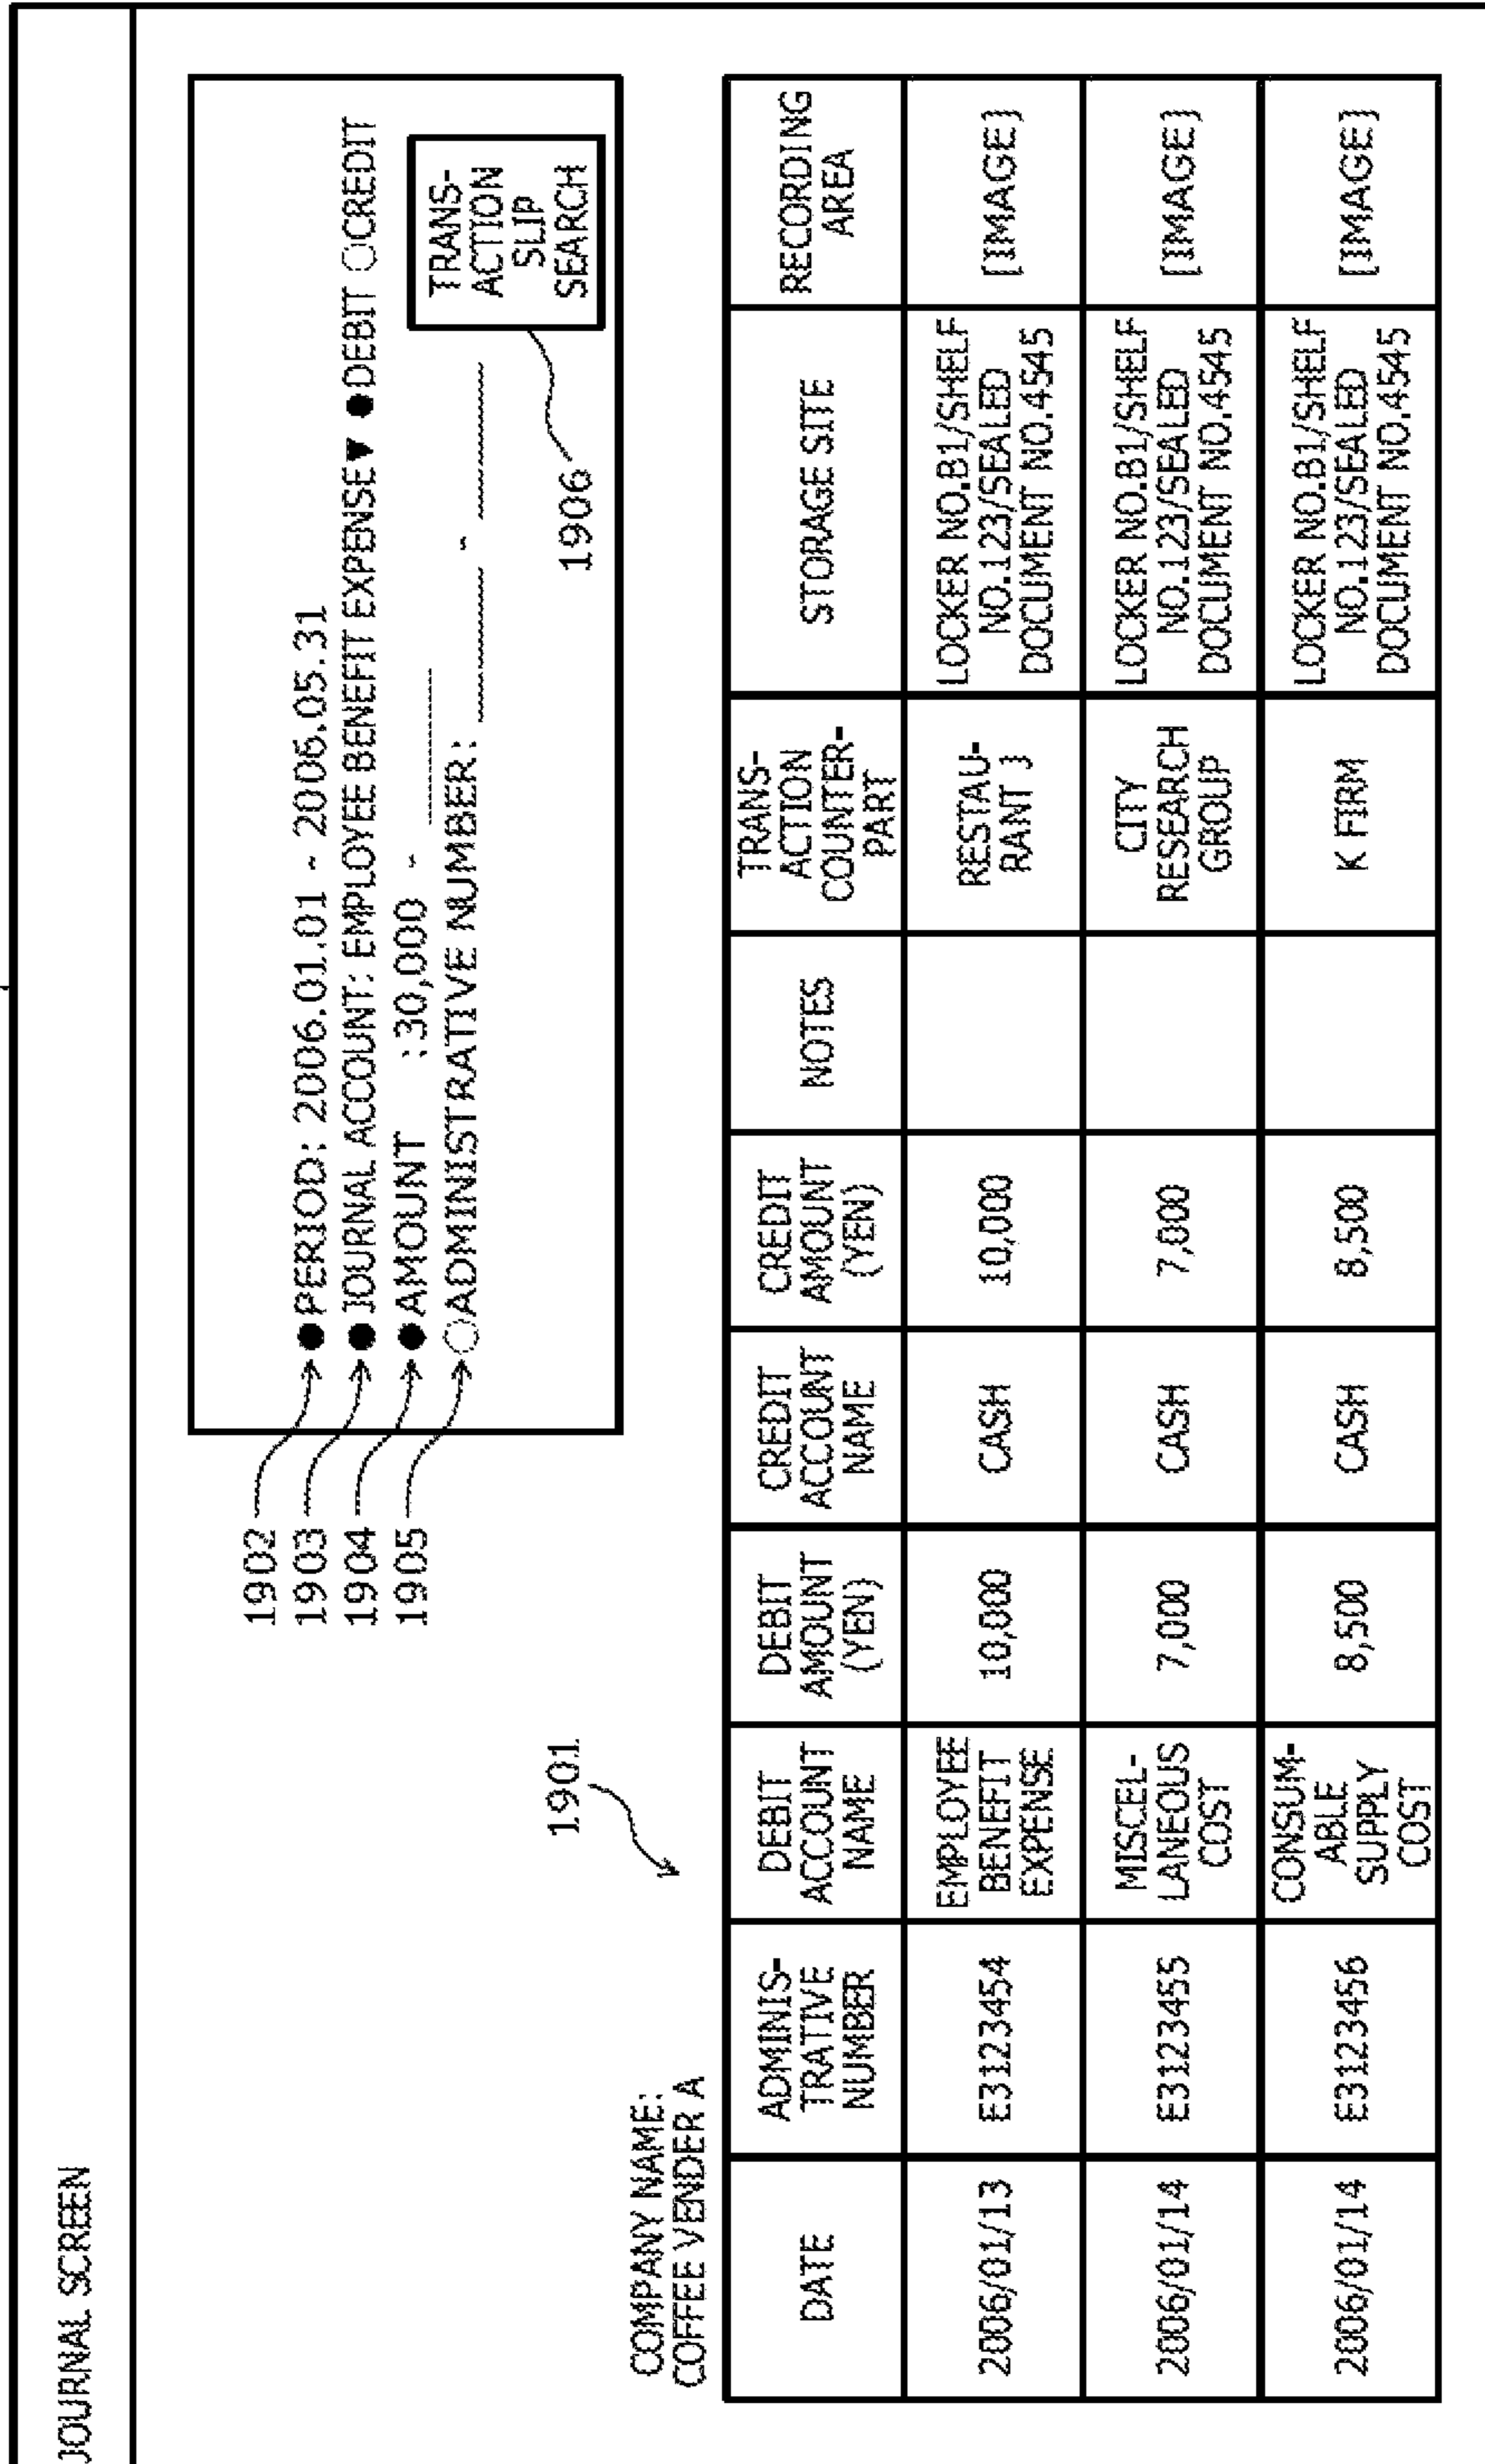 JOURNAL SCREEN
1902
1903
1904
1905
●PERIOD: 2006.01.01 - 2006.05.31
●JOURNAL ACCOUNT: EMPLOYEE BENEFIT EXPENSE▼ ●DEBIT ○CREDIT
●AMOUNT :30,000 -
○ADMINISTRATIVE NUMBER: -
TRANS-
ACTION
SLIP
SEARCH
1906
1901
COMPANY NAME:
COFFEE VENDER A
DATE
ADMINIS-
TRATIVE
NUMBER
DEBIT
ACCOUNT
NAME
DEBIT
AMOUNT
(YEN)
CREDIT
ACCOUNT
NAME
CREDIT
AMOUNT
(YEN)
NOTES
TRANS-
ACTION
COUNTER-
PART
STORAGE SITE
RECORDING
AREA
2006/01/13
E3123454
EMPLOYEE
BENEFIT
EXPENSE
10,000
CASH
10,000
RESTAU-
RANT J
LOCKER NO.B1/SHELF
NO.123/SEALED
DOCUMENT NO.4545
[IMAGE]
2006/01/14
E3123455
MISCEL-
LANEOUS
COST
7,000
CASH
7,000
CITY
RESEARCH
GROUP
LOCKER NO.B1/SHELF
NO.123/SEALED
DOCUMENT NO.4545
[IMAGE]
2006/01/14
E3123456
CONSUM-
ABLE
SUPPLY
COST
8,500
CASH
8,500
K FIRM
LOCKER NO.B1/SHELF
NO.123/SEALED
DOCUMENT NO.4545
[IMAGE]